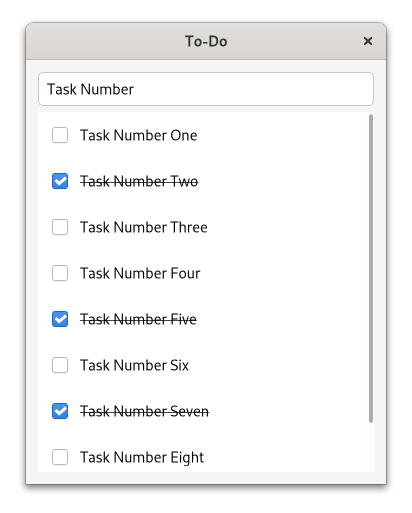 To-Do
Task Number
Task Number One
Task Number Two
Task Number Three
Task Number Four
Task Number Five
Task Number Six
Task Number Seven
Task Number Eight